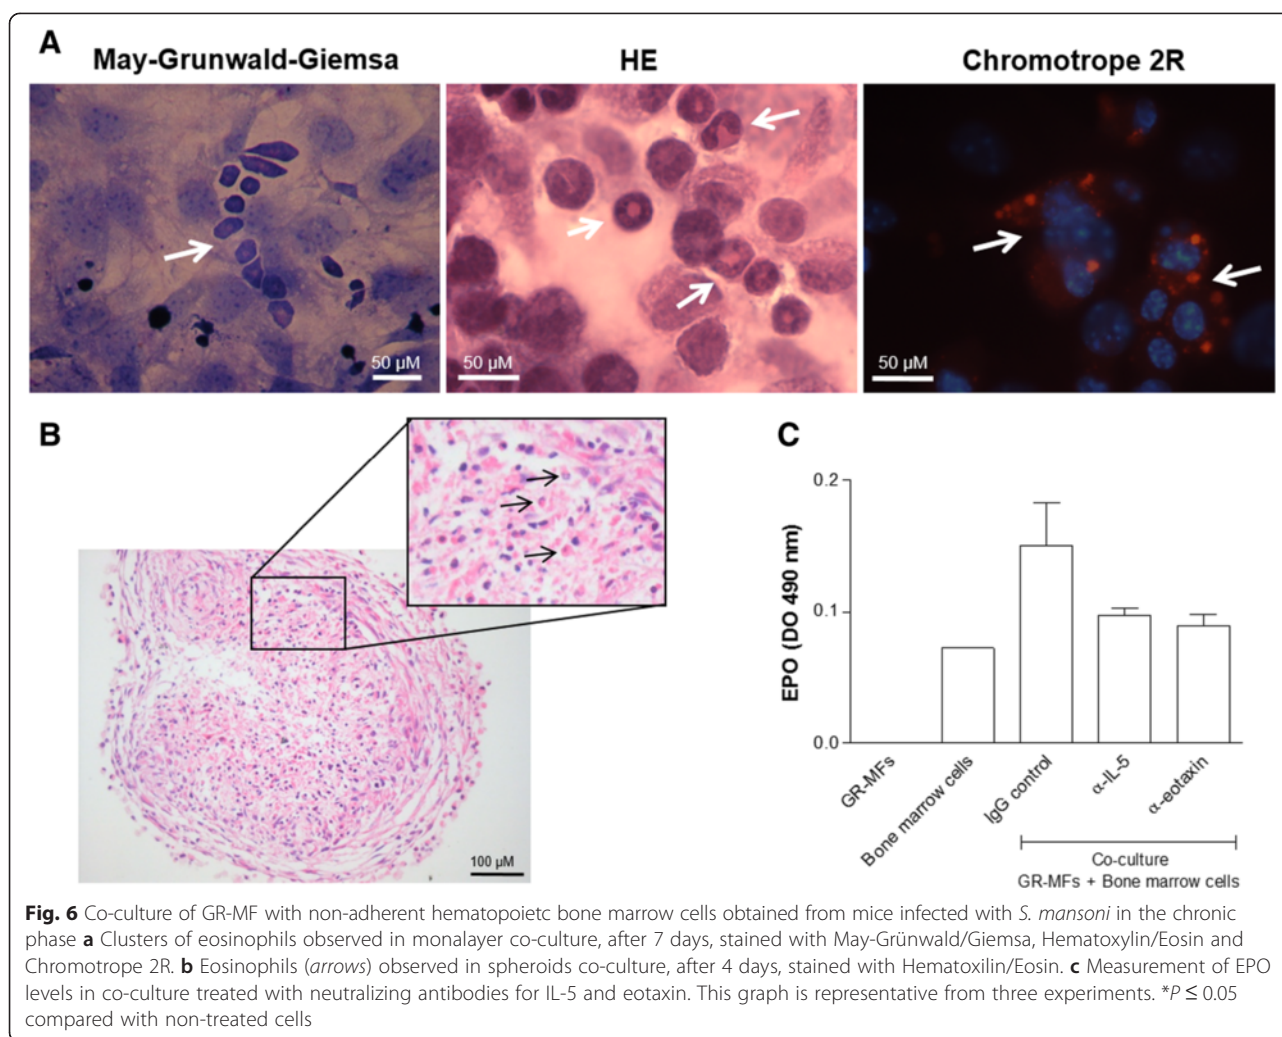 A
May-Grunwald-Giemsa
HE
Chromotrope 2R
50 µM
50 µM
50 µM
B
100 µM
C
EPO (DO 490 nm)
0.2
0.1
0.0
GR-MFs
Bone marrow cells
IgG control
α-IL-5
α-eotaxin
Co-culture
GR-MFs + Bone marrow cells
Fig. 6 Co-culture of GR-MF with non-adherent hematopoietc bone marrow cells obtained from mice infected with S. mansoni in the chronic
phase a Clusters of eosinophils observed in monalayer co-culture, after 7 days, stained with May-Grünwald/Giemsa, Hematoxylin/Eosin and
Chromotrope 2R. b Eosinophils (arrows) observed in spheroids co-culture, after 4 days, stained with Hematoxilin/Eosin. c Measurement of EPO
levels in co-culture treated with neutralizing antibodies for IL-5 and eotaxin. This graph is representative from three experiments. *P ≤ 0.05
compared with non-treated cells